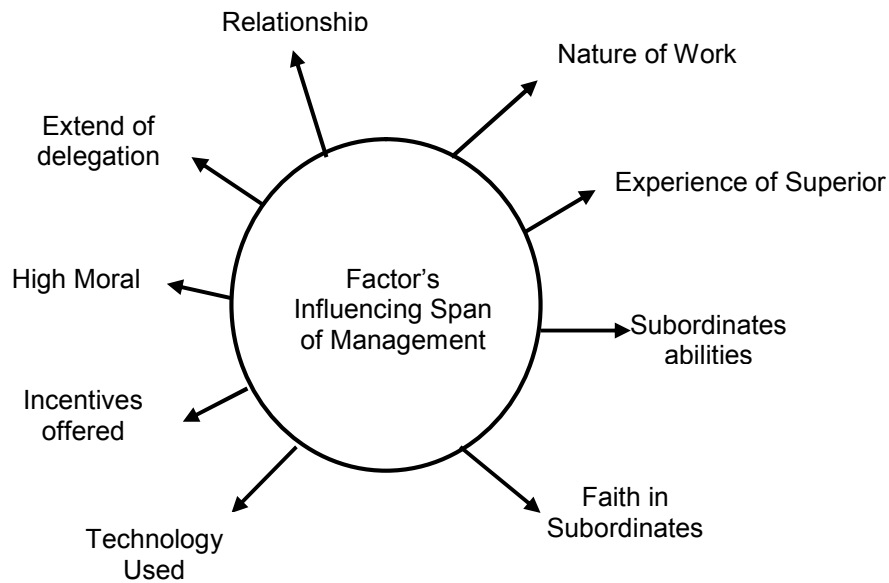 Relationship
Nature of Work
Extend of
delegation
Experience of Superior
High Moral
Factor's
Influencing Span
of Management
Subordinates
abilities
Incentives
offered
Faith in
Subordinates
Technology
Used